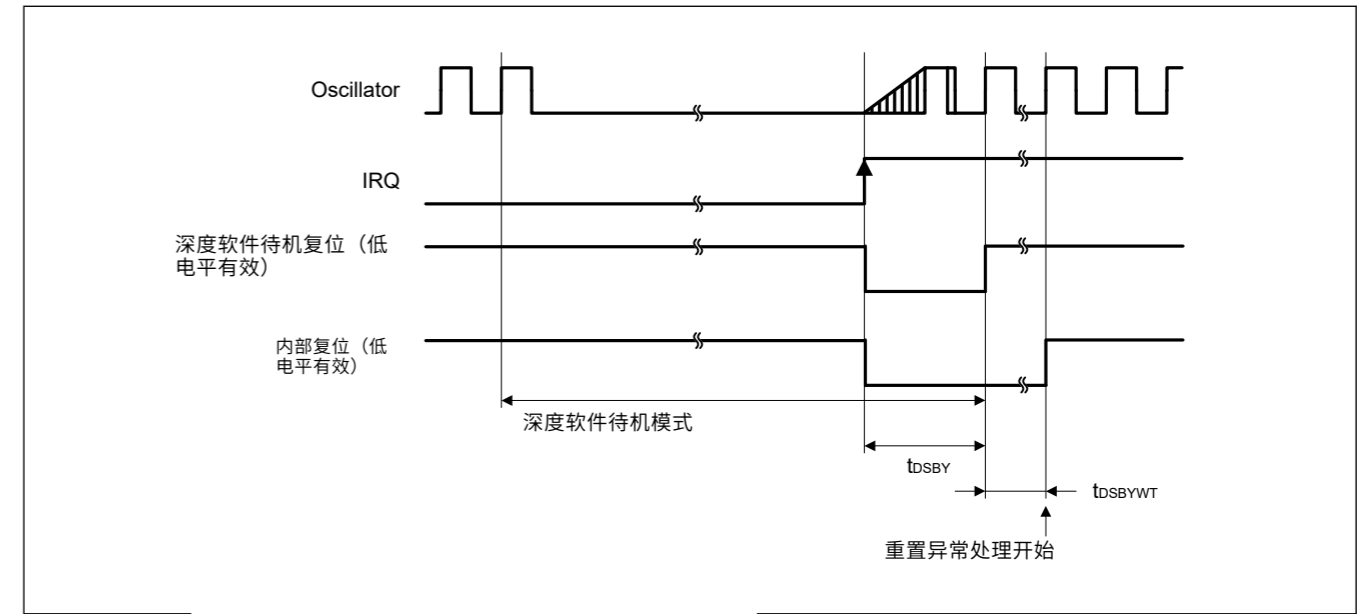 Oscillator
IRQ
深度软件待机复位（低
电平有效）
内部复位（低
电平有效）
深度软件待机模式
tDSBY
tDSBYWT
重置异常处理开始